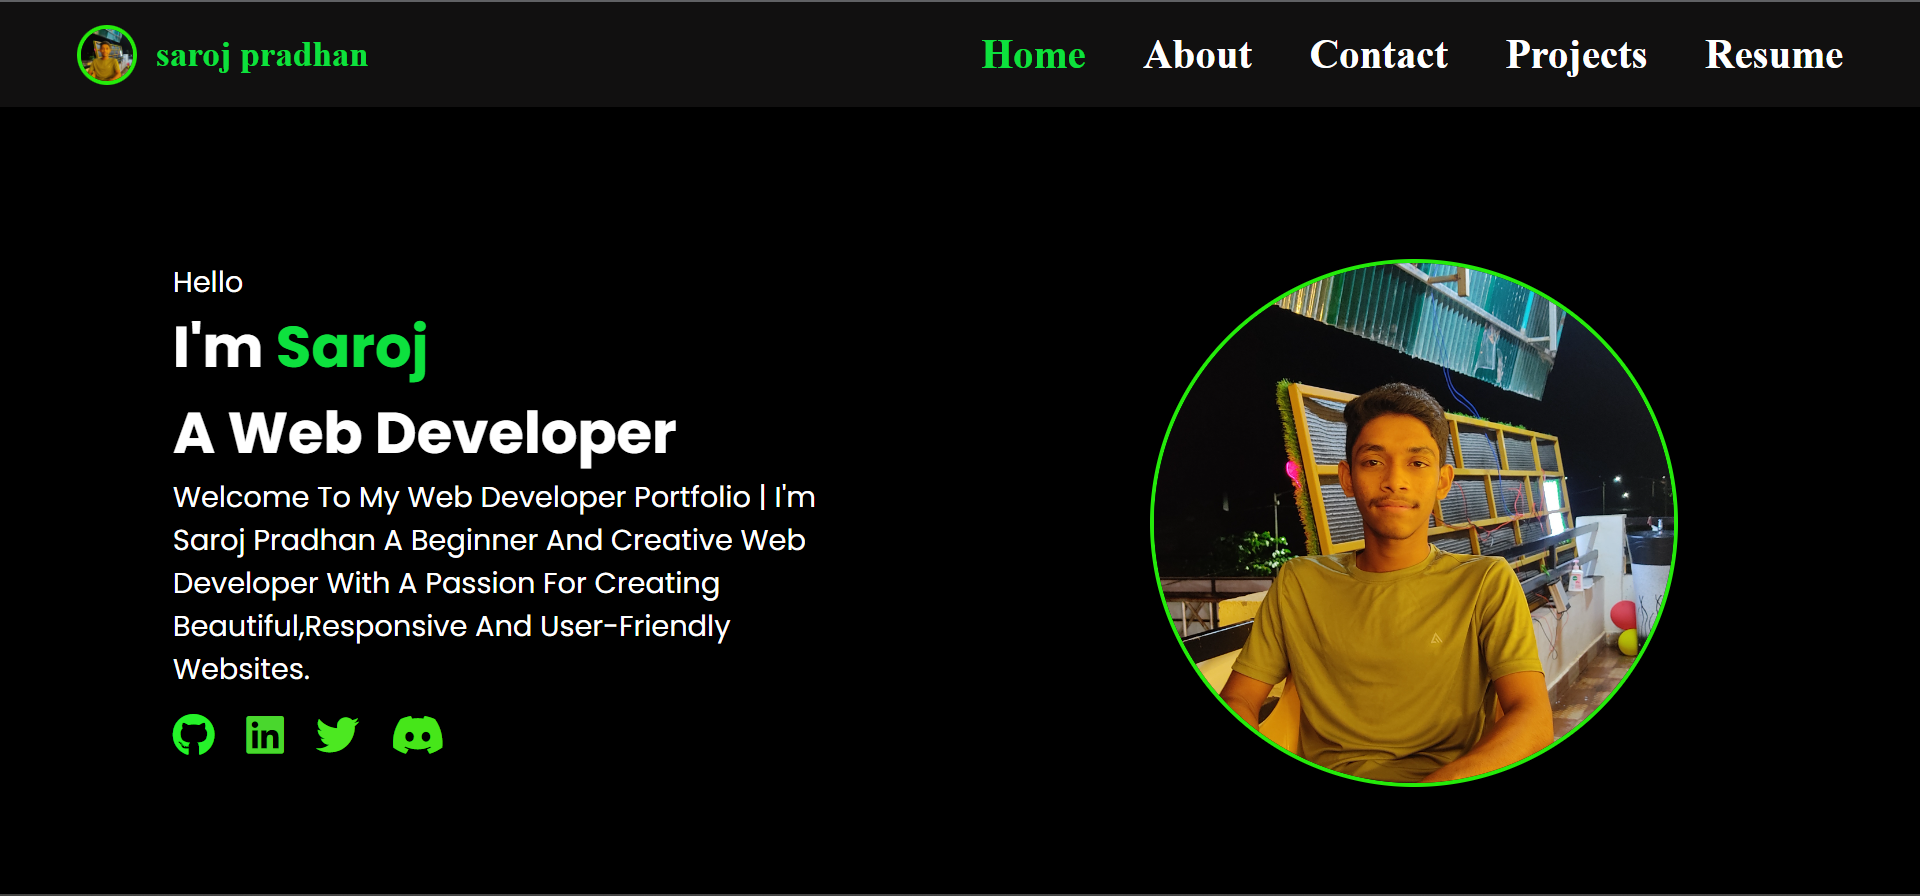 saroj pradhan
Home About Contact Projects Resume
Hello
I'm Saroj
A Web Developer
Welcome To My Web Developer Portfolio | I'm
Saroj Pradhan A Beginner And Creative Web
Developer With A Passion For Creating
Beautiful,Responsive And User-Friendly
Websites.
in